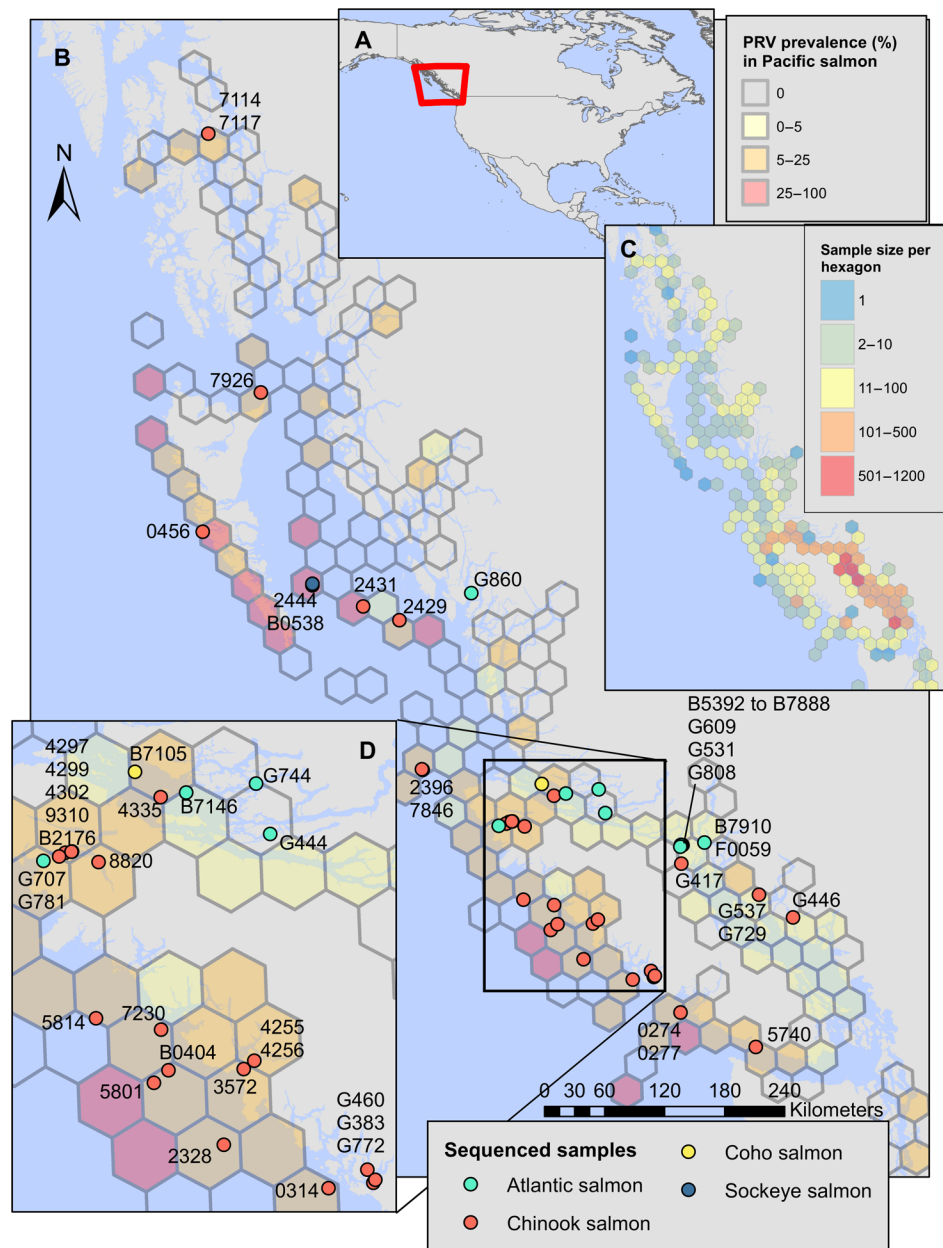 A
PRV prevalence (%)
in Pacific salmon
0
0–5
5–25
25–100
B
7114
7117
N
C
Sample size per
hexagon
1
2–10
11–100
101–500
501–1200
7926
0456
2444
B0538
2431
2429
G860
B5392 to B7888
G609
G531
G808
2396
7846
B7910
F0059
G417
G537
G729
G446
0274
0277
5740
D
4297
4299
4302
9310
B2176
B7105
G744
4335
B7146
G444
8820
G707
G781
5814
7230
B0404
4255
4256
5801
3572
G460
G383
G772
2328
0314
0 30 60 120 180 240
Kilometers
Sequenced samples
Atlantic salmon
Chinook salmon
Coho salmon
Sockeye salmon